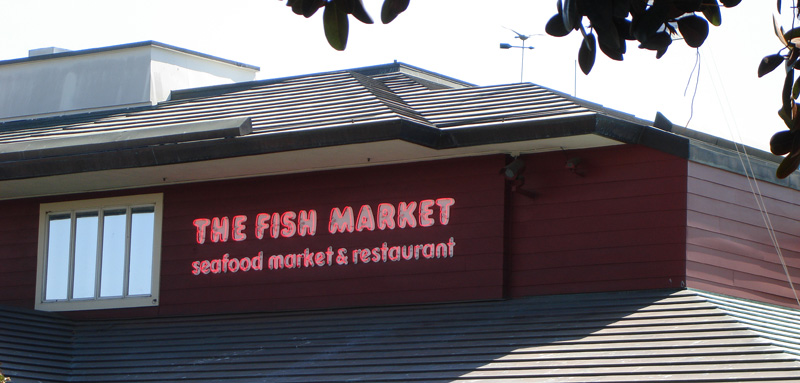 THE FISH MARKET
seafood market & restaurant